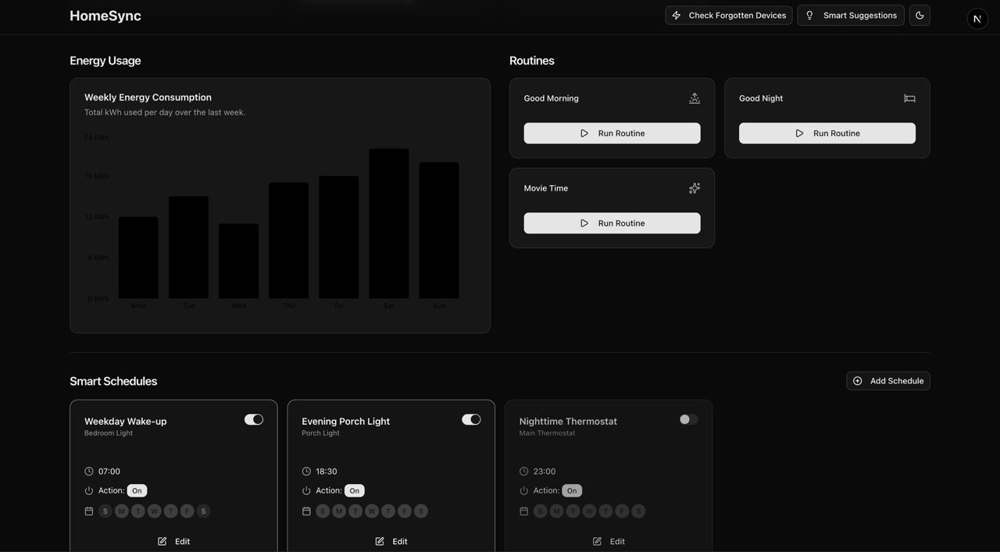 HomeSync
Check Forgotten Devices
Smart Suggestions
N
Energy Usage
Weekly Energy Consumption
Total kWh used per day over the last week.
24 kWh
18 kWh
12 kWh
6 kWh
0 kWh
Mon Tue Wed Thu Fri Sat Sun
Routines
Good Morning
Run Routine
Good Night
Run Routine
Movie Time
Run Routine
Smart Schedules
Add Schedule
Weekday Wake-up
Bedroom Light
07:00
Action: On
S M T W T F S
Edit
Evening Porch Light
Porch Light
18:30
Action: On
S M T W T F S
Edit
Nighttime Thermostat
Main Thermostat
23:00
Action: On
S M T W T F S
Edit